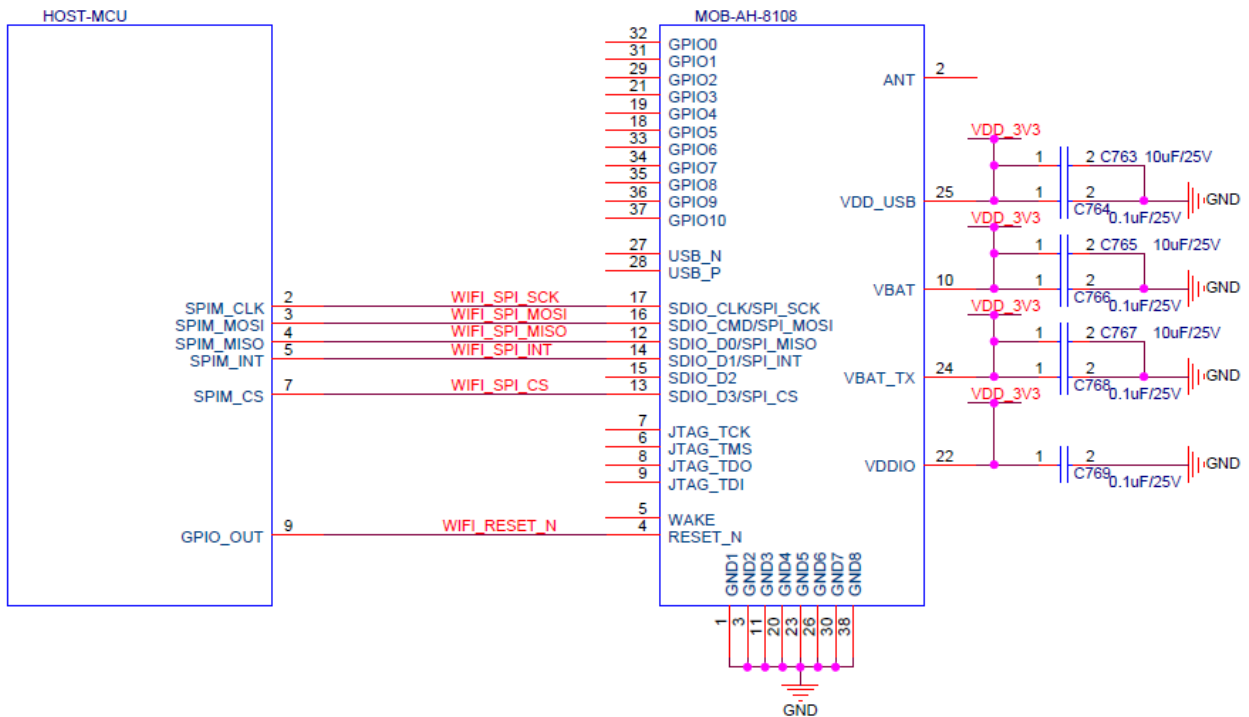 HOST-MCU
SPIM_CLK 2
SPIM_MOSI 3
SPIM_MISO 4
SPIM_INT 5
SPIM_CS 7
GPIO_OUT 9
WIFI_SPI_SCK
WIFI_SPI_MOSI
WIFI_SPI_MISO
WIFI_SPI_INT
WIFI_SPI_CS
WIFI_RESET_N
MOB-AH-8108
32 GPIO0
31 GPIO1
29 GPIO2
21 GPIO3
19 GPIO4
18 GPIO5
33 GPIO6
34 GPIO7
35 GPIO8
36 GPIO9
37 GPIO10
27 USB_N
28 USB_P
17 SDIO_CLK/SPI_SCK
16 SDIO_CMD/SPI_MOSI
12 SDIO_D0/SPI_MISO
14 SDIO_D1/SPI_INT
15 SDIO_D2
13 SDIO_D3/SPI_CS
7 JTAG_TCK
6 JTAG_TMS
8 JTAG_TDO
9 JTAG_TDI
5 WAKE
4 RESET_N
ANT 2
VDD_USB 25
VBAT 10
VBAT_TX 24
VDDIO 22
VDD_3V3
1 2 C763 10uF/25V
1 2 GND
C764 0.1uF/25V
VDD_3V3
1 2 C765 10uF/25V
1 2 GND
C766 0.1uF/25V
VDD_3V3
1 2 C767 10uF/25V
1 2 GND
C768 0.1uF/25V
VDD_3V3
1 2 GND
C769 0.1uF/25V
GND1 GND2 GND3 GND4 GND5 GND6 GND7 GND8
1 3 11 20 23 26 30 38
GND